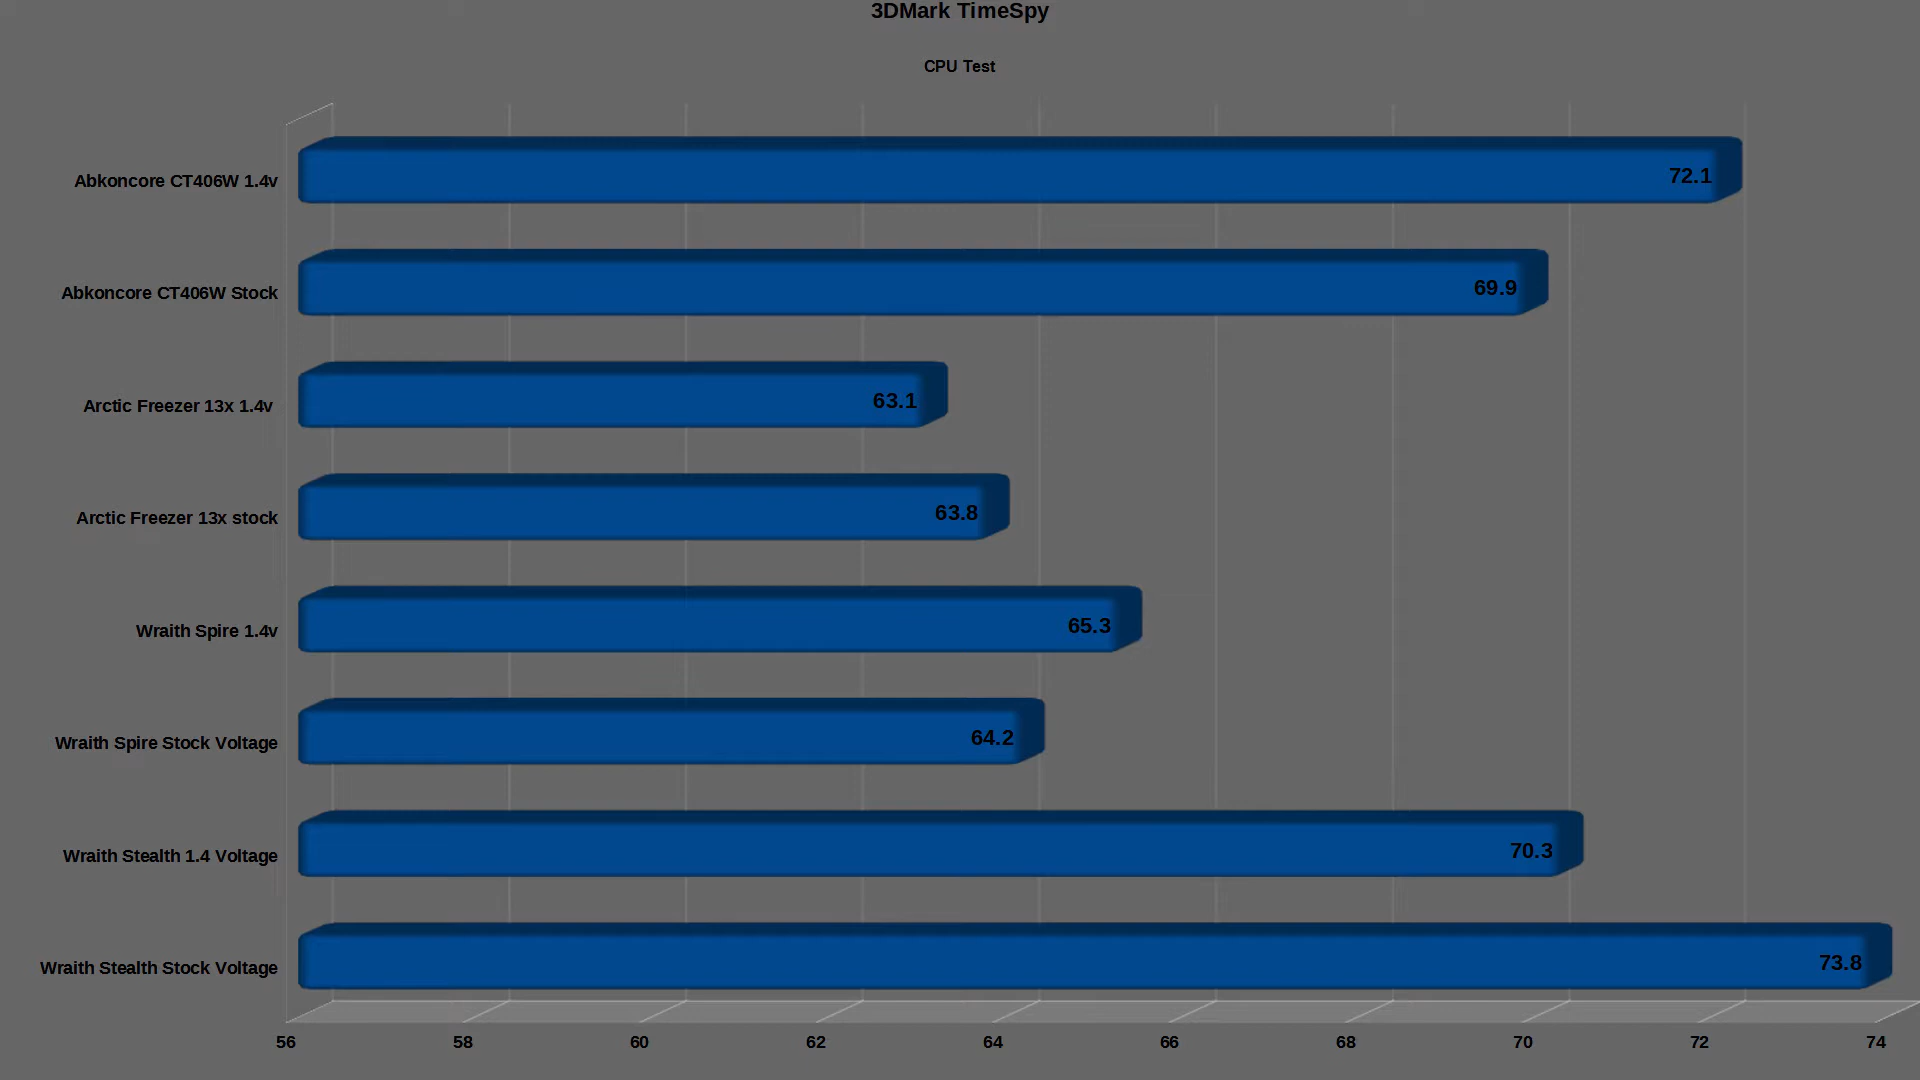 3DMark TimeSpy
CPU Test
Abkoncore CT406W 1.4v
72.1
Abkoncore CT406W Stock
69.9
Arctic Freezer 13x 1.4v
63.1
Arctic Freezer 13x stock
63.8
Wraith Spire 1.4v
65.3
Wraith Spire Stock Voltage
64.2
Wraith Stealth 1.4 Voltage
70.3
Wraith Stealth Stock Voltage
73.8
56 58 60 62 64 66 68 70 72 74